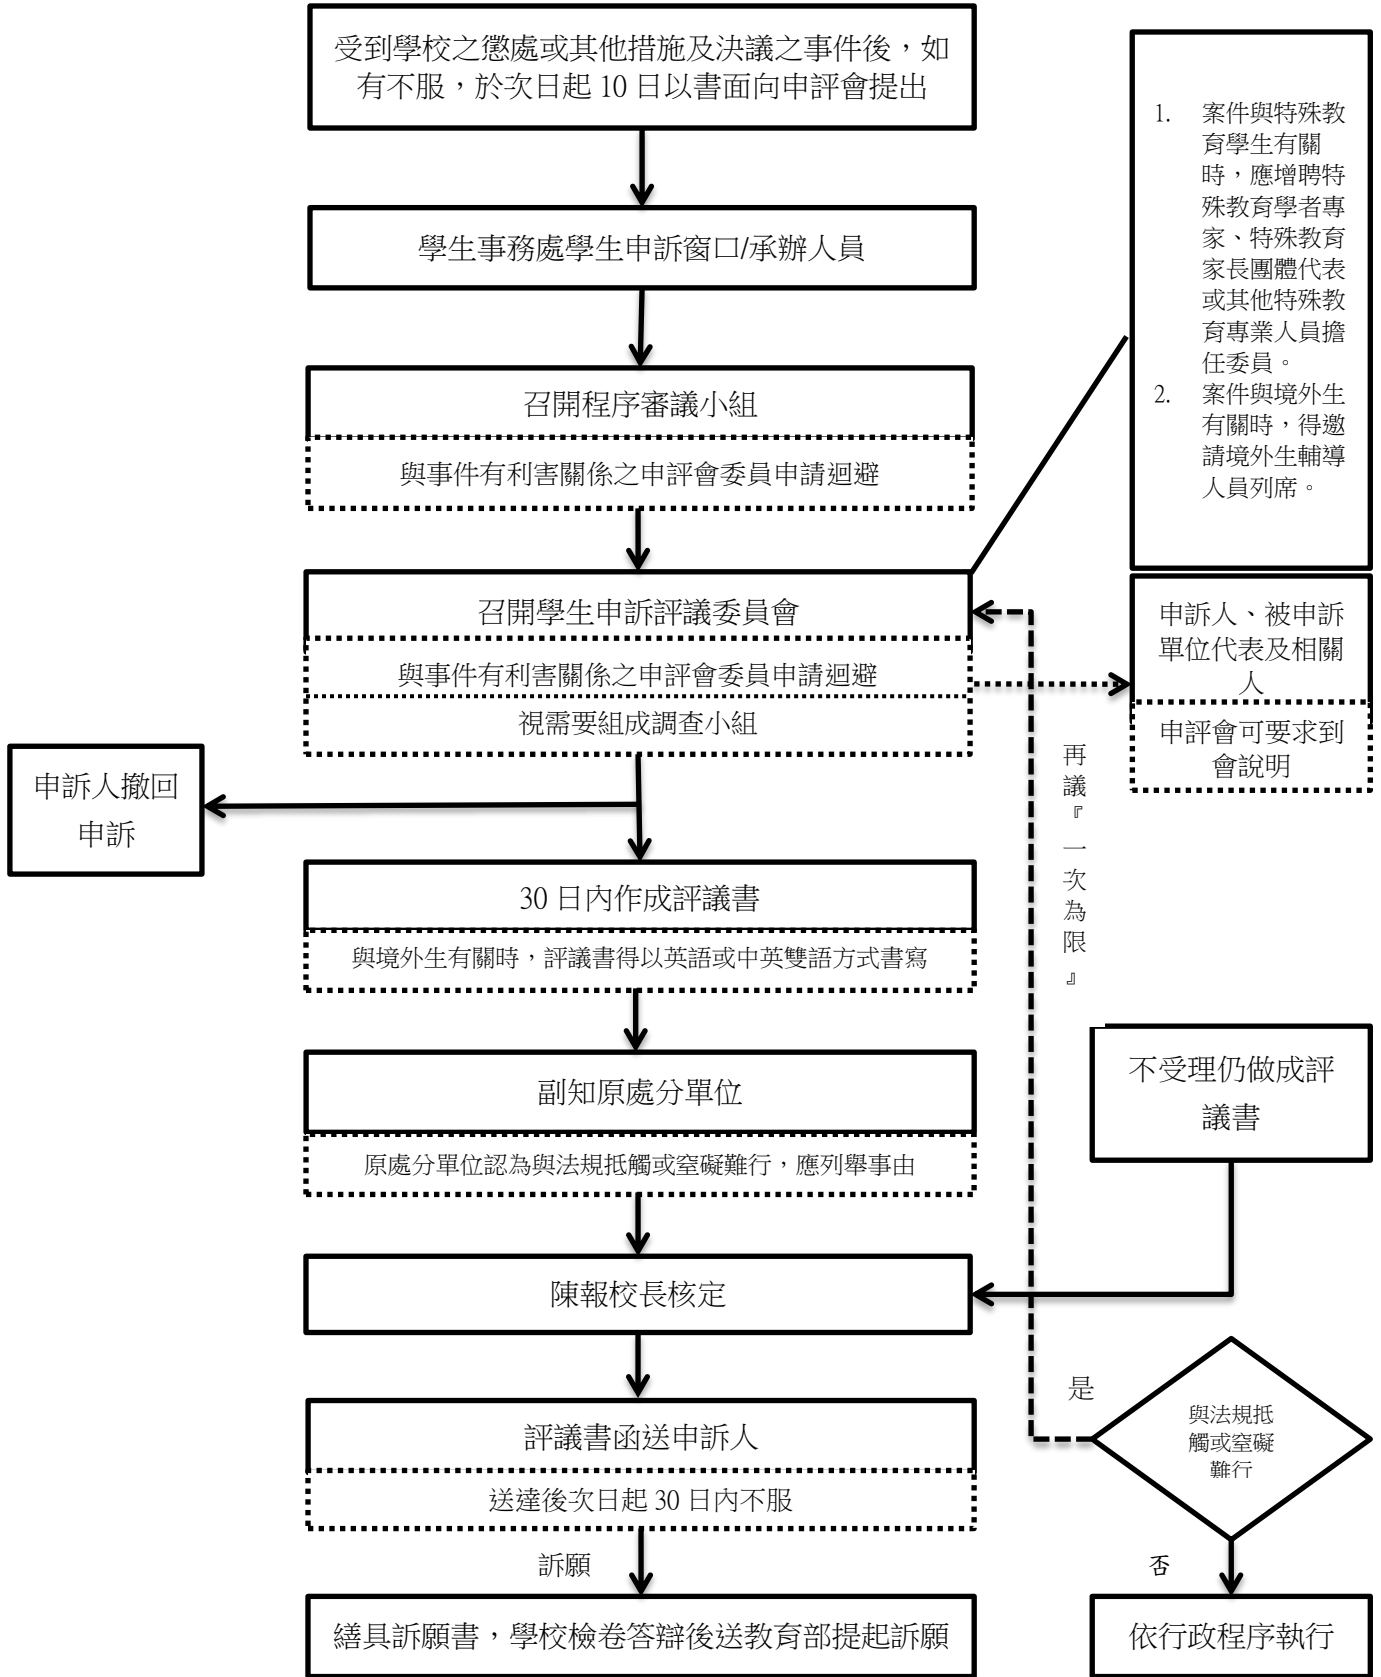 受到學校之懲處或其他措施及決議之事件後，如
有不服，於次日起 10 日以書面向申評會提出
學生事務處學生申訴窗口/承辦人員
召開程序審議小組
與事件有利害關係之申評會委員申請迴避
1. 案件與特殊教
育學生有關
時，應增聘特
殊教育學者專
家、特殊教育
家長團體代表
或其他特殊教
育專業人員擔
任委員。
2. 案件與境外生
有關時，得邀
請境外生輔導
人員列席。
召開學生申訴評議委員會
與事件有利害關係之申評會委員申請迴避
視需要組成調查小組
申訴人、被申訴
單位代表及相關
人
申評會可要求到
會說明
申訴人撤回
申訴
再議『一次為限』
30 日內作成評議書
與境外生有關時，評議書得以英語或中英雙語方式書寫
副知原處分單位
原處分單位認為與法規抵觸或窒礙難行，應列舉事由
不受理仍做成評
議書
陳報校長核定
評議書函送申訴人
送達後次日起 30 日內不服
是
與法規抵
觸或窒礙
難行
訴願
否
繕具訴願書，學校檢卷答辯後送教育部提起訴願
依行政程序執行